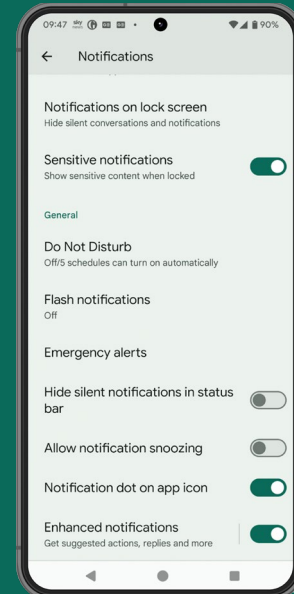 09:47
90%
Notifications
Notifications on lock screen
Hide silent conversations and notifications
Sensitive notifications
Show sensitive content when locked
General
Do Not Disturb
Off/5 schedules can turn on automatically
Flash notifications
Off
Emergency alerts
Hide silent notifications in status
bar
Allow notification snoozing
Notification dot on app icon
Enhanced notifications
Get suggested actions, replies and more